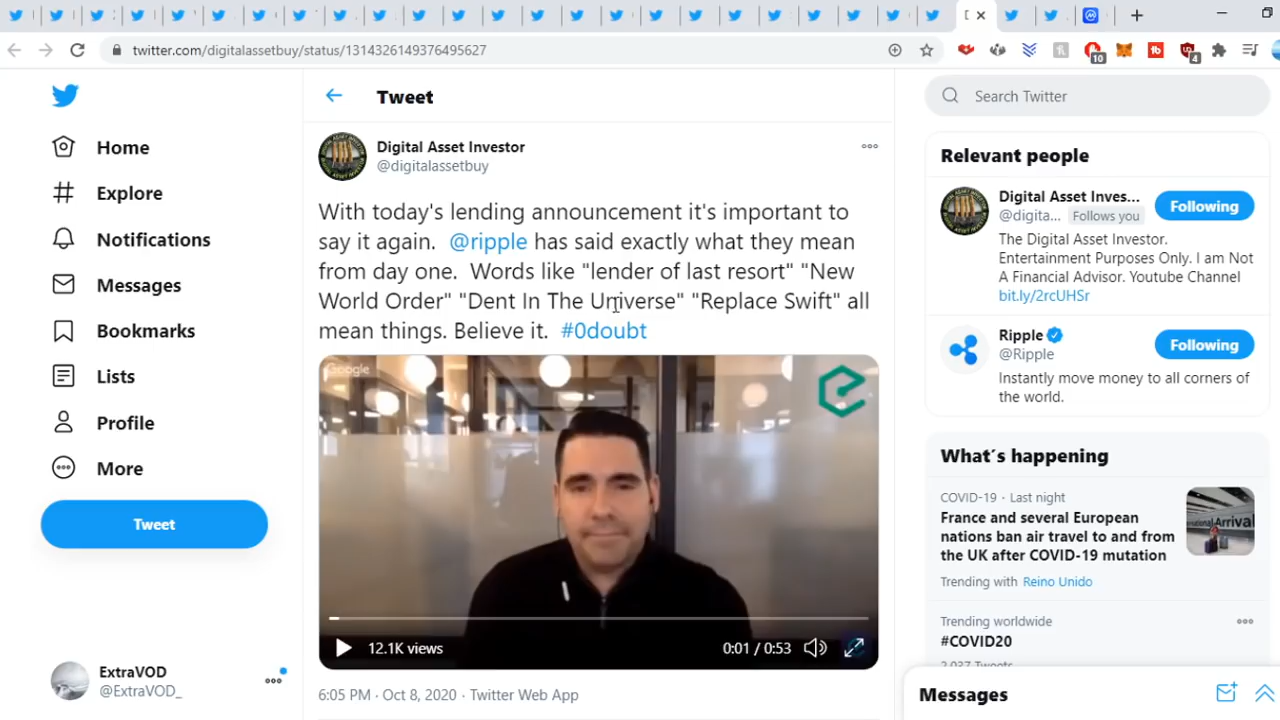 twitter.com/digitalassetbuy/status/1314326149376495627
10
4
Home
Explore
Notifications
Messages
Bookmarks
Lists
Profile
More
Tweet
ExtraVOD
@ExtraVOD_
Tweet
Digital Asset Investor
@digitalassetbuy
With today's lending announcement it's important to
say it again. @ripple has said exactly what they mean
from day one. Words like "lender of last resort" "New
World Order" "Dent In The Universe" "Replace Swift" all
mean things. Believe it. #0doubt
Google
12.1K views
0:01 / 0:53
6:05 PM · Oct 8, 2020 · Twitter Web App
Search Twitter
Relevant people
Digital Asset Inves...
@digita... Follows you
Following
The Digital Asset Investor.
Entertainment Purposes Only. I am Not
A Financial Advisor. Youtube Channel
bit.ly/2rcUHSr
Ripple
@Ripple
Following
Instantly move money to all corners of
the world.
What´s happening
COVID-19 · Last night
France and several European
nations ban air travel to and from
the UK after COVID-19 mutation
Trending with Reino Unido
Trending worldwide
#COVID20
2,037 Tweets
Messages